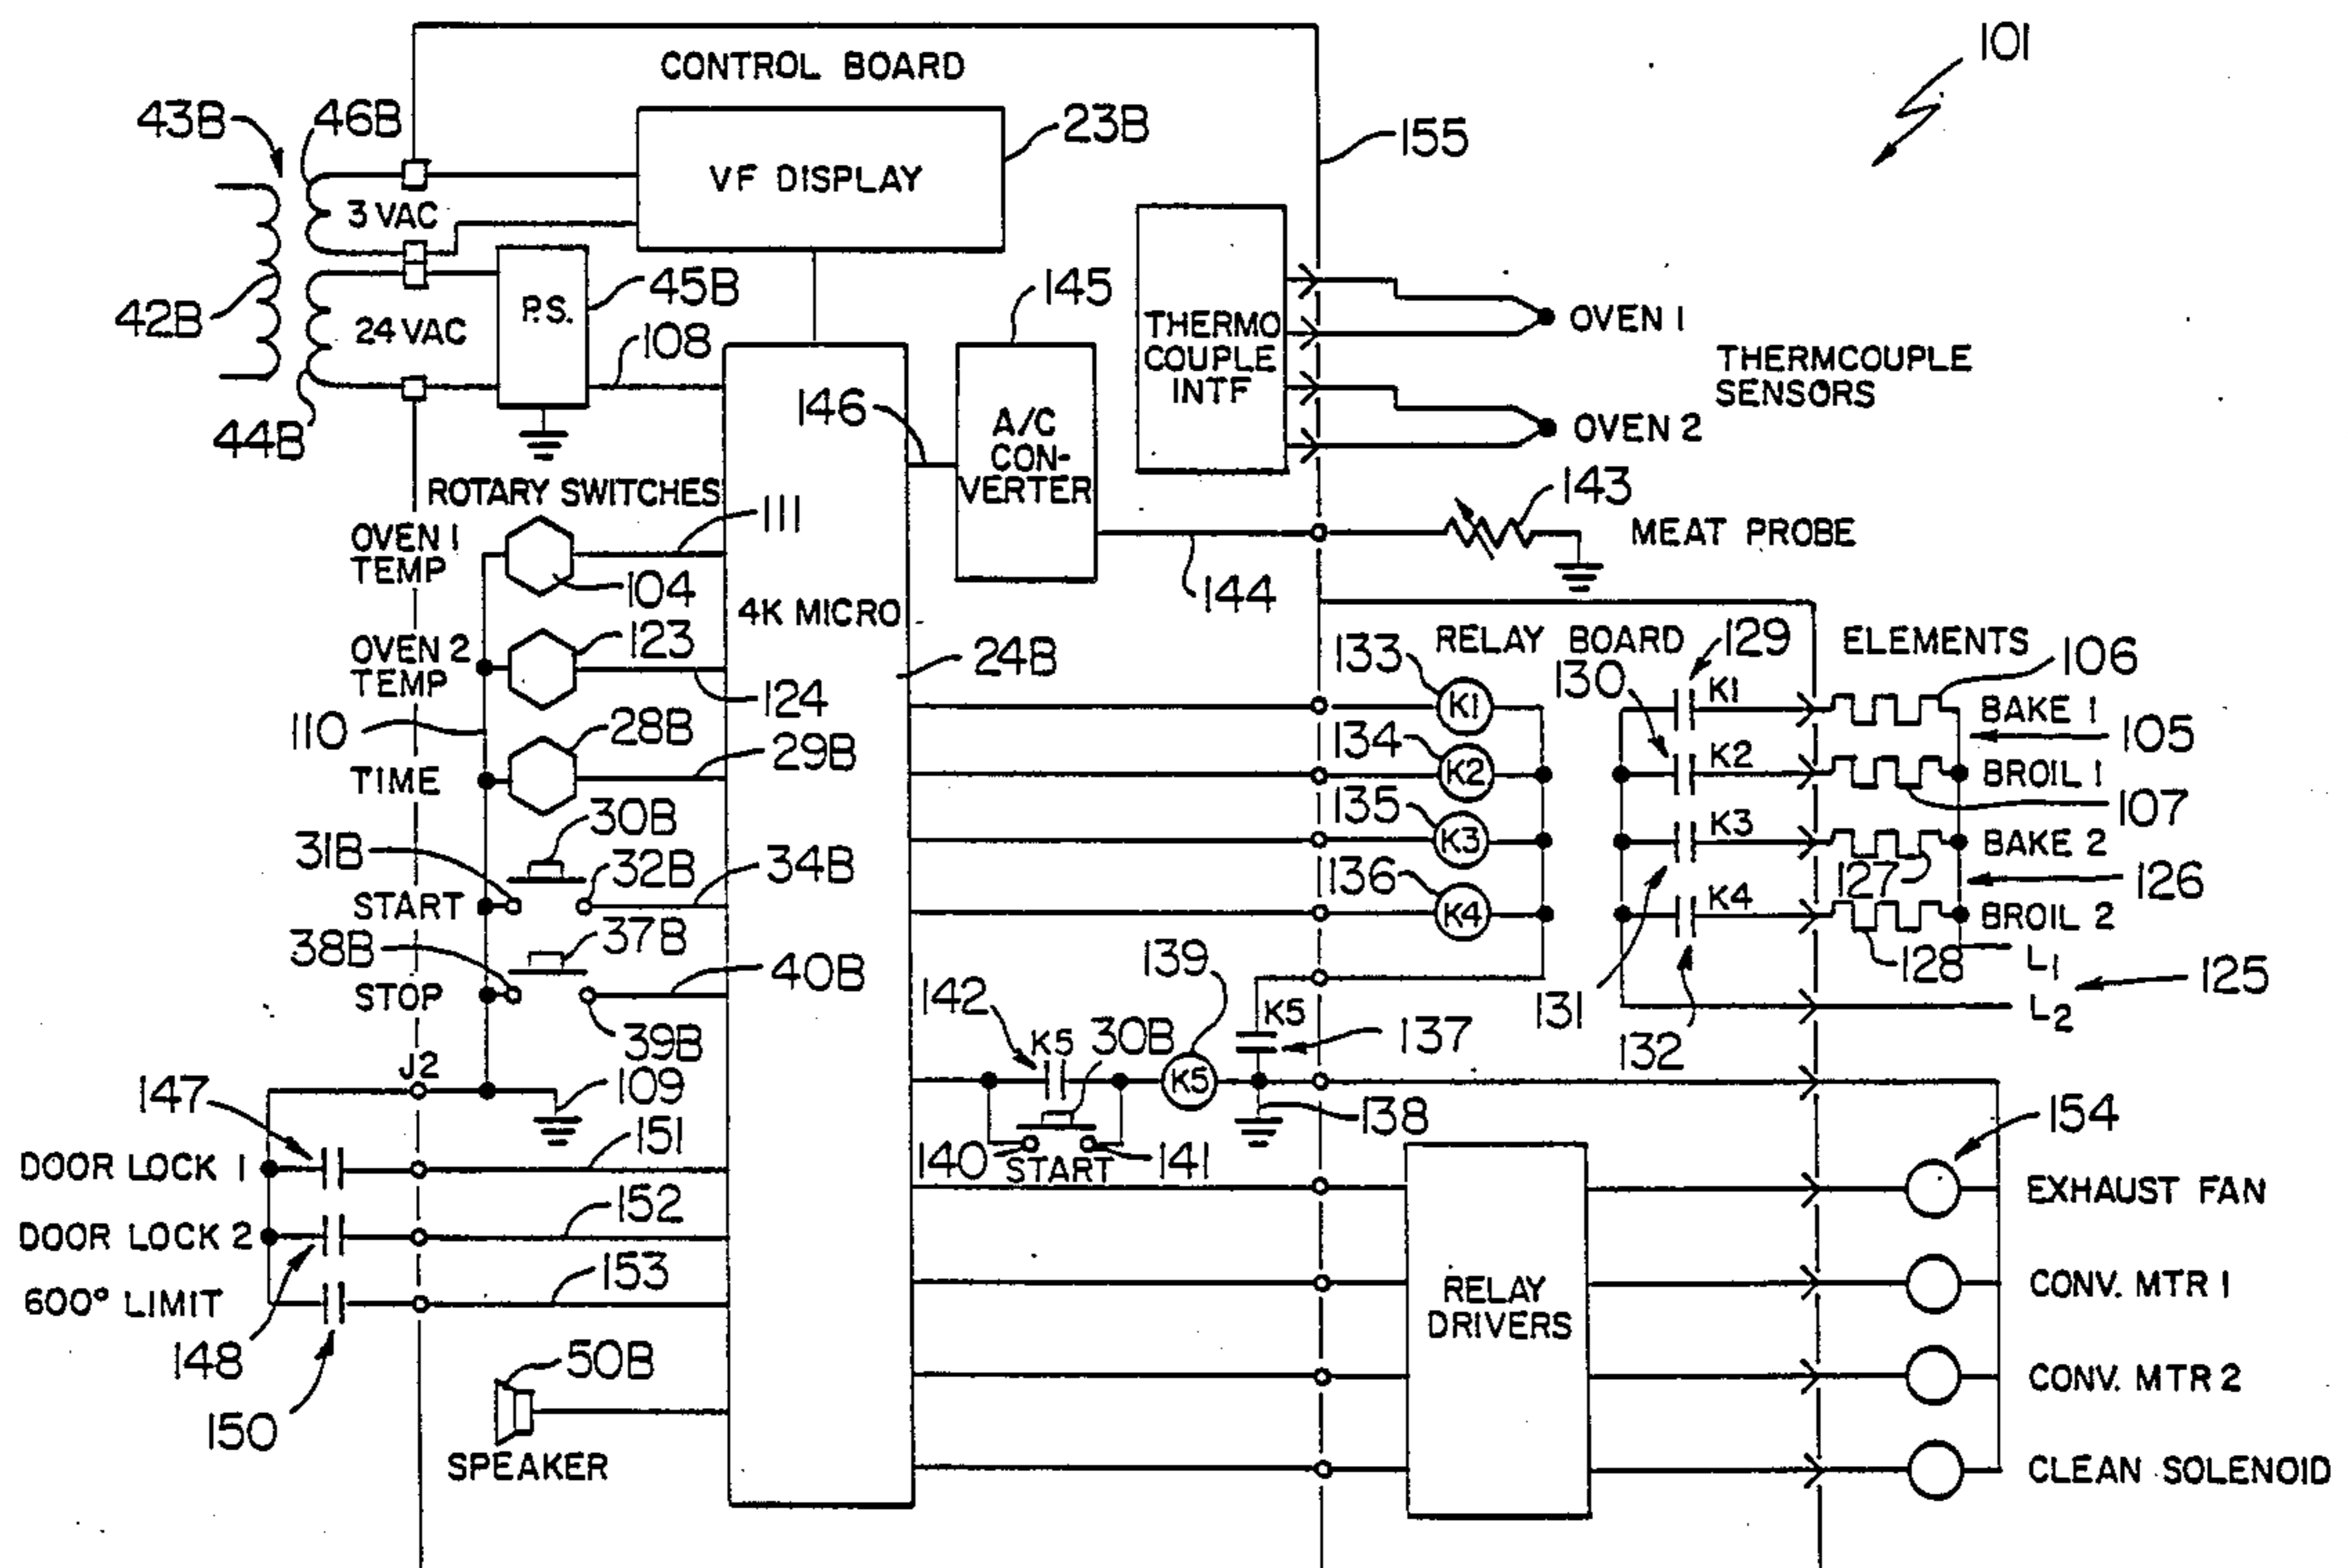 101
CONTROL BOARD
43B
46B
23B
155
VF DISPLAY
3 VAC
42B
P.S.
45B
145
24 VAC
108
44B
146
A/C
CON-
VERTER
THERMO
COUPLE
INTF
OVEN 1
THERMCOUPLE
SENSORS
OVEN 2
ROTARY SWITCHES
111
143
MEAT PROBE
144
OVEN 1
TEMP
104
4K MICRO
OVEN 2
TEMP
123
124
24B
110
28B
29B
TIME
30B
31B
32B
34B
START
37B
38B
STOP
40B
39B
RELAY BOARD
129
ELEMENTS
133
130
106
K1
K1
BAKE 1
134
105
K2
K2
BROIL 1
135
107
K3
K3
BAKE 2
136
127
126
K4
K4
BROIL 2
128
L1
125
131
132
L2
142
139
K5
30B
K5
137
K5
138
140
START
141
J2
109
147
151
DOOR LOCK 1
152
DOOR LOCK 2
153
600° LIMIT
148
150
50B
SPEAKER
RELAY
DRIVERS
154
EXHAUST FAN
CONV. MTR 1
CONV. MTR 2
CLEAN SOLENOID